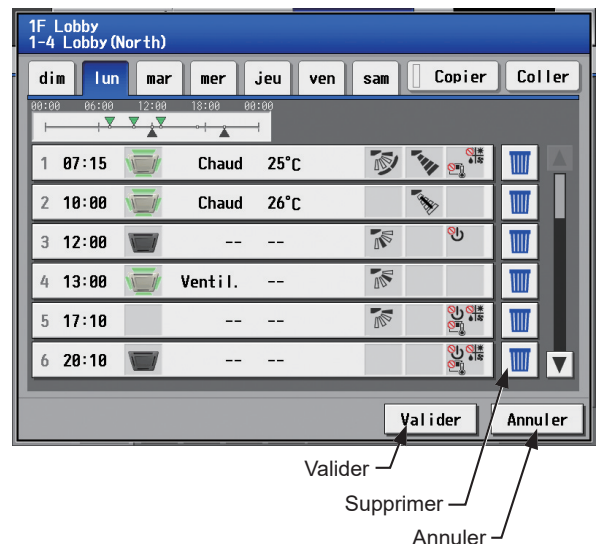 1F Lobby
1-4 Lobby(North)
dim lun mar mer jeu ven sam Copier Coller
00:00 06:00 12:00 18:00 00:00
1 07:15 Chaud 25°C
2 10:00 Chaud 26°C
3 12:00 -- --
4 13:00 Ventil. --
5 17:10 -- --
6 20:10 -- --
Valider Annuler
Valider
Supprimer
Annuler